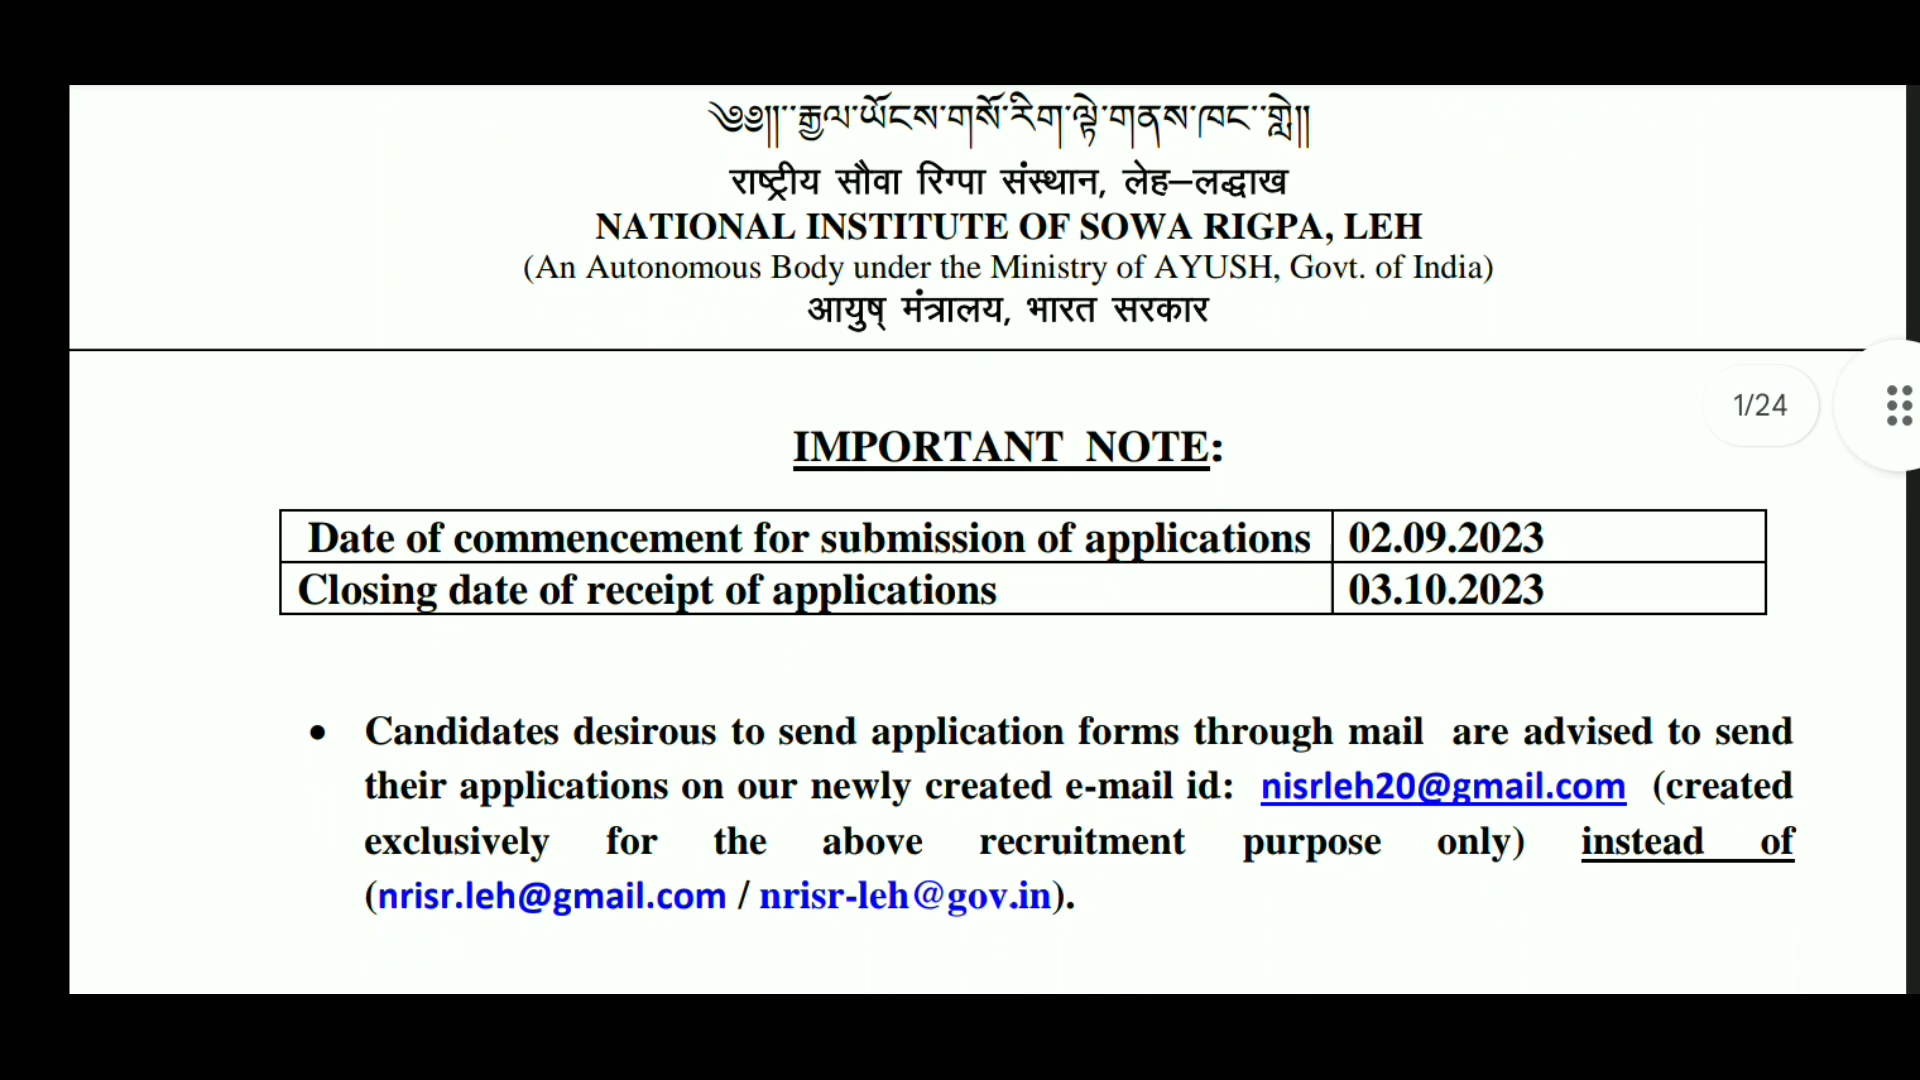 ༄༅།།་་རྒྱལ་ཡོངས་གསོ་རིག་ལྟེ་གནས་ཁང་་གླེ།།
राष्ट्रीय सौवा रिग्पा संस्थान, लेह–लद्धाख
NATIONAL INSTITUTE OF SOWA RIGPA, LEH
(An Autonomous Body under the Ministry of AYUSH, Govt. of India)
आयुष् मंत्रालय, भारत सरकार
1/24
IMPORTANT NOTE:
Date of commencement for submission of applications 02.09.2023
Closing date of receipt of applications 03.10.2023
• Candidates desirous to send application forms through mail are advised to send
their applications on our newly created e-mail id: nisrleh20@gmail.com (created
exclusively for the above recruitment purpose only) instead of
(nrisr.leh@gmail.com / nrisr-leh@gov.in).